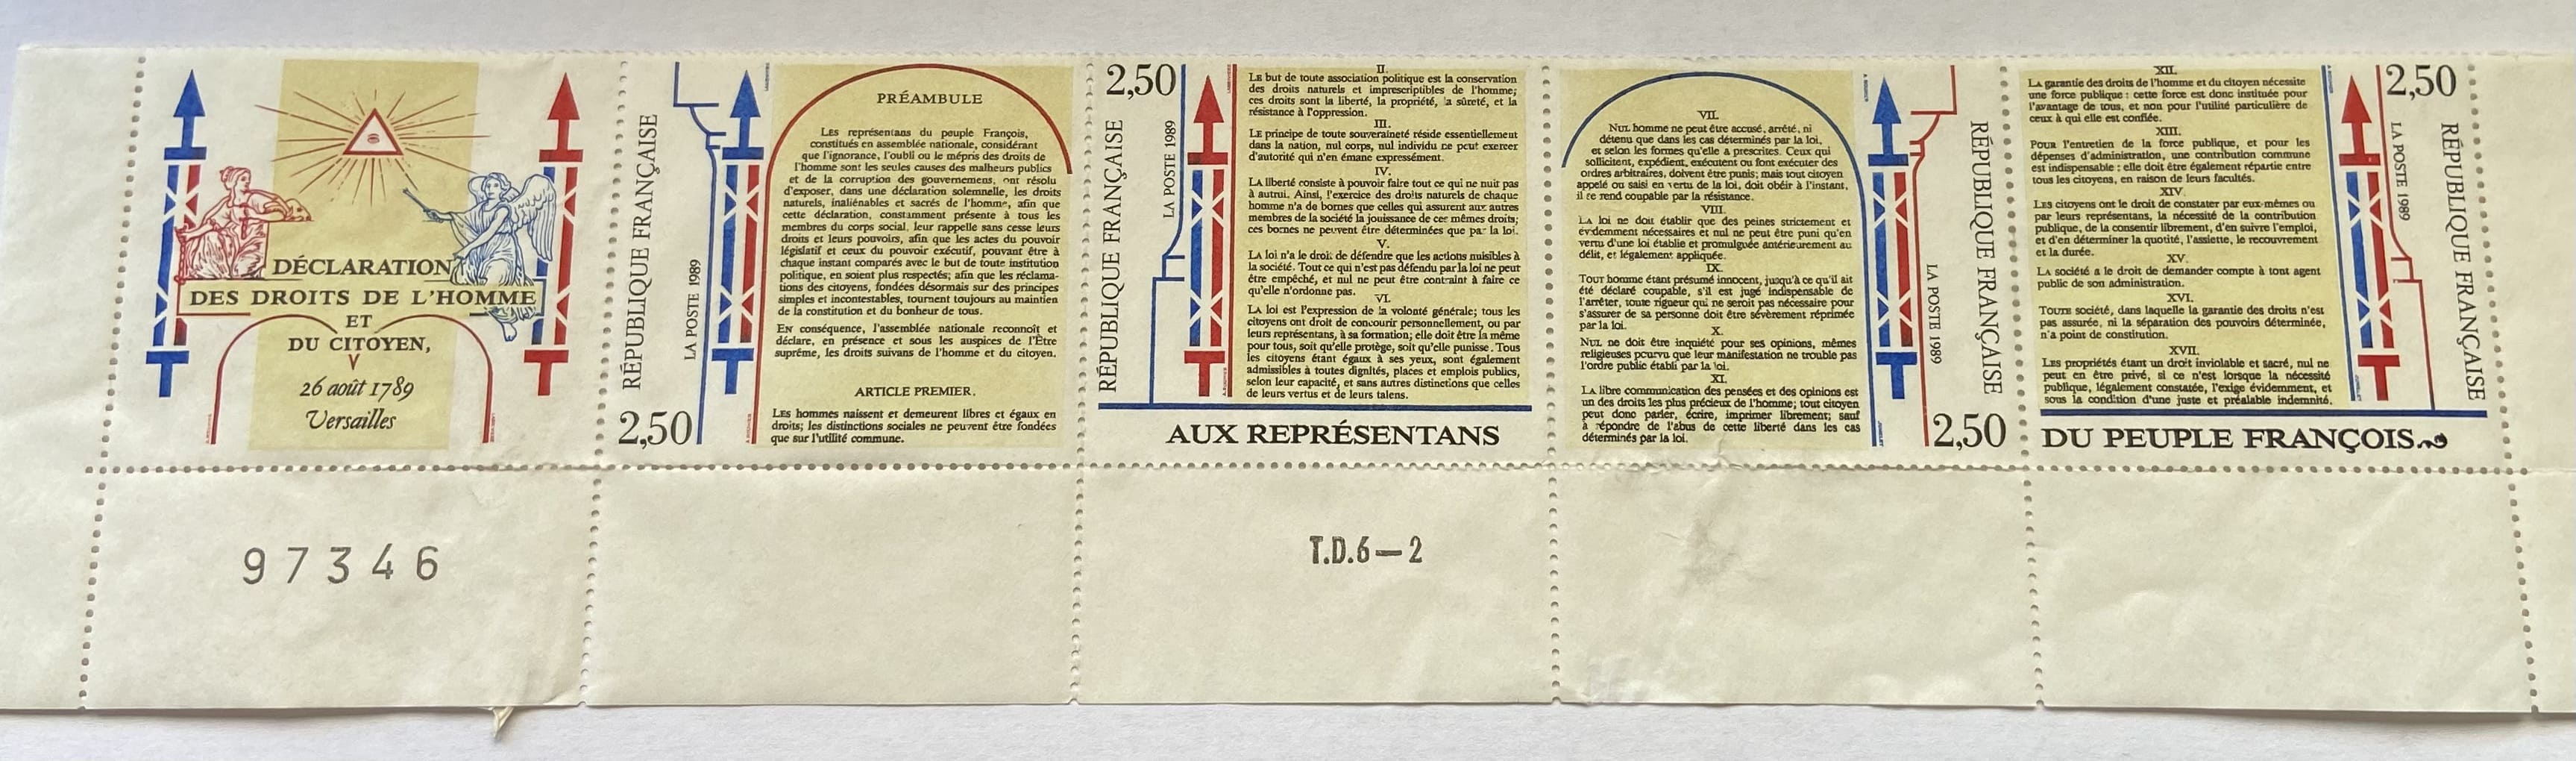 DÉCLARATION
DES DROITS DE L'HOMME
ET
DU CITOYEN,
26 août 1789
Versailles
RÉPUBLIQUE FRANÇAISE
LA POSTE 1989
2,50
PRÉAMBULE
Les représentans du peuple François,
constitués en assemblée nationale, considérant
que l'ignorance, l'oubli ou le mépris des droits de
l'homme sont les seules causes des malheurs publics
et de la corruption des gouvernemens, ont résolu
d'exposer, dans une déclaration solemnelle, les droits
naturels, inaliénables et sacrés de l'homme, afin que
cette déclaration, constamment présente à tous les
membres du corps social, leur rappelle sans cesse leurs
droits et leurs pouvoirs, afin que les actes du pouvoir
législatif et ceux du pouvoir exécutif, pouvant être à
chaque instant comparés avec le but de toute institution
politique, en soient plus respectés; afin que les réclama-
tions des citoyens, fondées désormais sur des principes
simples et incontestables, tournent toujours au maintien
de la constitution et du bonheur de tous.
En conséquence, l'assemblée nationale reconnoît et
déclare, en présence et sous les auspices de l'Être
suprême, les droits suivans de l'homme et du citoyen.
ARTICLE PREMIER.
Les hommes naissent et demeurent libres et égaux en
droits; les distinctions sociales ne peuvent être fondées
que sur l'utilité commune.
2,50
RÉPUBLIQUE FRANÇAISE
LA POSTE 1989
II.
Le but de toute association politique est la conservation
des droits naturels et imprescriptibles de l'homme;
ces droits sont la liberté, la propriété, la sûreté, et la
résistance à l'oppression.
III.
Le principe de toute souveraineté réside essentiellement
dans la nation, nul corps, nul individu ne peut exercer
d'autorité qui n'en émane expressément.
IV.
La liberté consiste à pouvoir faire tout ce qui ne nuit pas
à autrui. Ainsi, l'exercice des droits naturels de chaque
homme n'a de bornes que celles qui assurent aux autres
membres de la société la jouissance de ces mêmes droits;
ces bornes ne peuvent être déterminées que par la loi.
V.
La loi n'a le droit de défendre que les actions nuisibles à
la société. Tout ce qui n'est pas défendu par la loi ne peut
être empêché, et nul ne peut être contraint à faire ce
qu'elle n'ordonne pas.
VI.
La loi est l'expression de la volonté générale; tous les
citoyens ont droit de concourir personnellement, ou par
leurs représentans, à sa formation; elle doit être la même
pour tous, soit qu'elle protège, soit qu'elle punisse. Tous
les citoyens étant égaux à ses yeux, sont également
admissibles à toutes dignités, places et emplois publics,
selon leur capacité, et sans autres distinctions que celles
de leurs vertus et de leurs talens.
AUX REPRÉSENTANS
VII.
Nul homme ne peut être accusé, arrêté, ni
détenu que dans les cas déterminés par la loi,
et selon les formes qu'elle a prescrites. Ceux qui
sollicitent, expédient, exécutent ou font exécuter des
ordres arbitraires, doivent être punis; mais tout citoyen
appelé ou saisi en vertu de la loi, doit obéir à l'instant,
il se rend coupable par la résistance.
VIII.
La loi ne doit établir que des peines strictement et
évidemment nécessaires et nul ne peut être puni qu'en
vertu d'une loi établie et promulguée antérieurement au
délit, et légalement appliquée.
IX.
Tout homme étant présumé innocent, jusqu'à ce qu'il ait
été déclaré coupable, s'il est jugé indispensable de
l'arrêter, toute rigueur qui ne seroit pas nécessaire pour
s'assurer de sa personne doit être sévèrement réprimée
par la loi.
X.
Nul ne doit être inquiété pour ses opinions, mêmes
religieuses pourvu que leur manifestation ne trouble pas
l'ordre public établi par la loi.
XI.
La libre communication des pensées et des opinions est
un des droits les plus précieux de l'homme; tout citoyen
peut donc parler, écrire, imprimer librement; sauf
à répondre de l'abus de cette liberté dans les cas
déterminés par la loi.
LA POSTE 1989
RÉPUBLIQUE FRANÇAISE
2,50
XII.
La garantie des droits de l'homme et du citoyen nécessite
une force publique : cette force est donc instituée pour
l'avantage de tous, et non pour l'utilité particulière de
ceux à qui elle est confiée.
XIII.
Pour l'entretien de la force publique, et pour les
dépenses d'administration, une contribution commune
est indispensable : elle doit être également répartie entre
tous les citoyens, en raison de leurs facultés.
XIV.
Les citoyens ont le droit de constater par eux-mêmes ou
par leurs représentans, la nécessité de la contribution
publique, de la consentir librement, d'en suivre l'emploi,
et d'en déterminer la quotité, l'assiette, le recouvrement
et la durée.
XV.
La société a le droit de demander compte à tout agent
public de son administration.
XVI.
Toute société, dans laquelle la garantie des droits n'est
pas assurée, ni la séparation des pouvoirs déterminée,
n'a point de constitution.
XVII.
Les propriétés étant un droit inviolable et sacré, nul ne
peut en être privé, si ce n'est lorsque la nécessité
publique, légalement constatée, l'exige évidemment, et
sous la condition d'une juste et préalable indemnité.
2,50
LA POSTE 1989
RÉPUBLIQUE FRANÇAISE
DU PEUPLE FRANÇOIS
97346
T.D.6—2